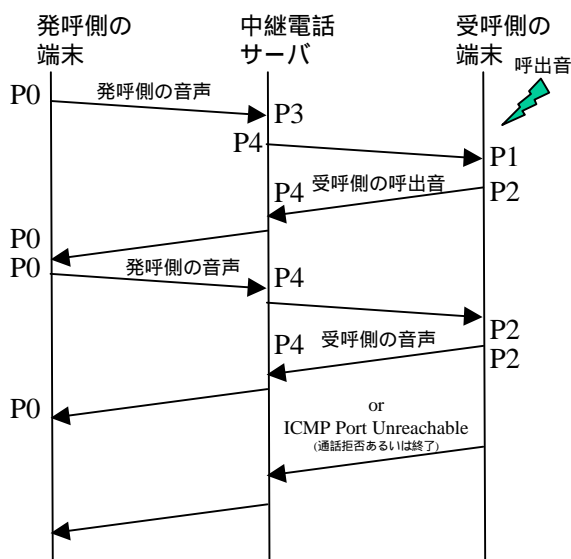 発呼側の
端末
中継電話
サーバ
受呼側の
端末
呼出音
P0
発呼側の音声
P3
P4
P1
P4
受呼側の呼出音
P2
P0
P0
発呼側の音声
P4
P2
P4
受呼側の音声
P2
P0
or
ICMP Port Unreachable
(通話拒否あるいは終了)